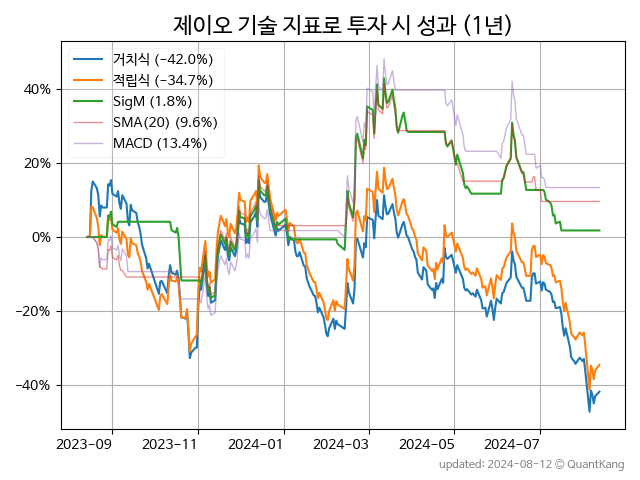 제이오 기술 지표로 투자 시 성과 (1년)
거치식 (−42.0%)
적립식 (−34.7%)
SigM (1.8%)
SMA(20) (9.6%)
MACD (13.4%)
40%
20%
0%
−20%
−40%
2023-09 2023-11 2024-01 2024-03 2024-05 2024-07
updated: 2024-08-12 © QuantKang